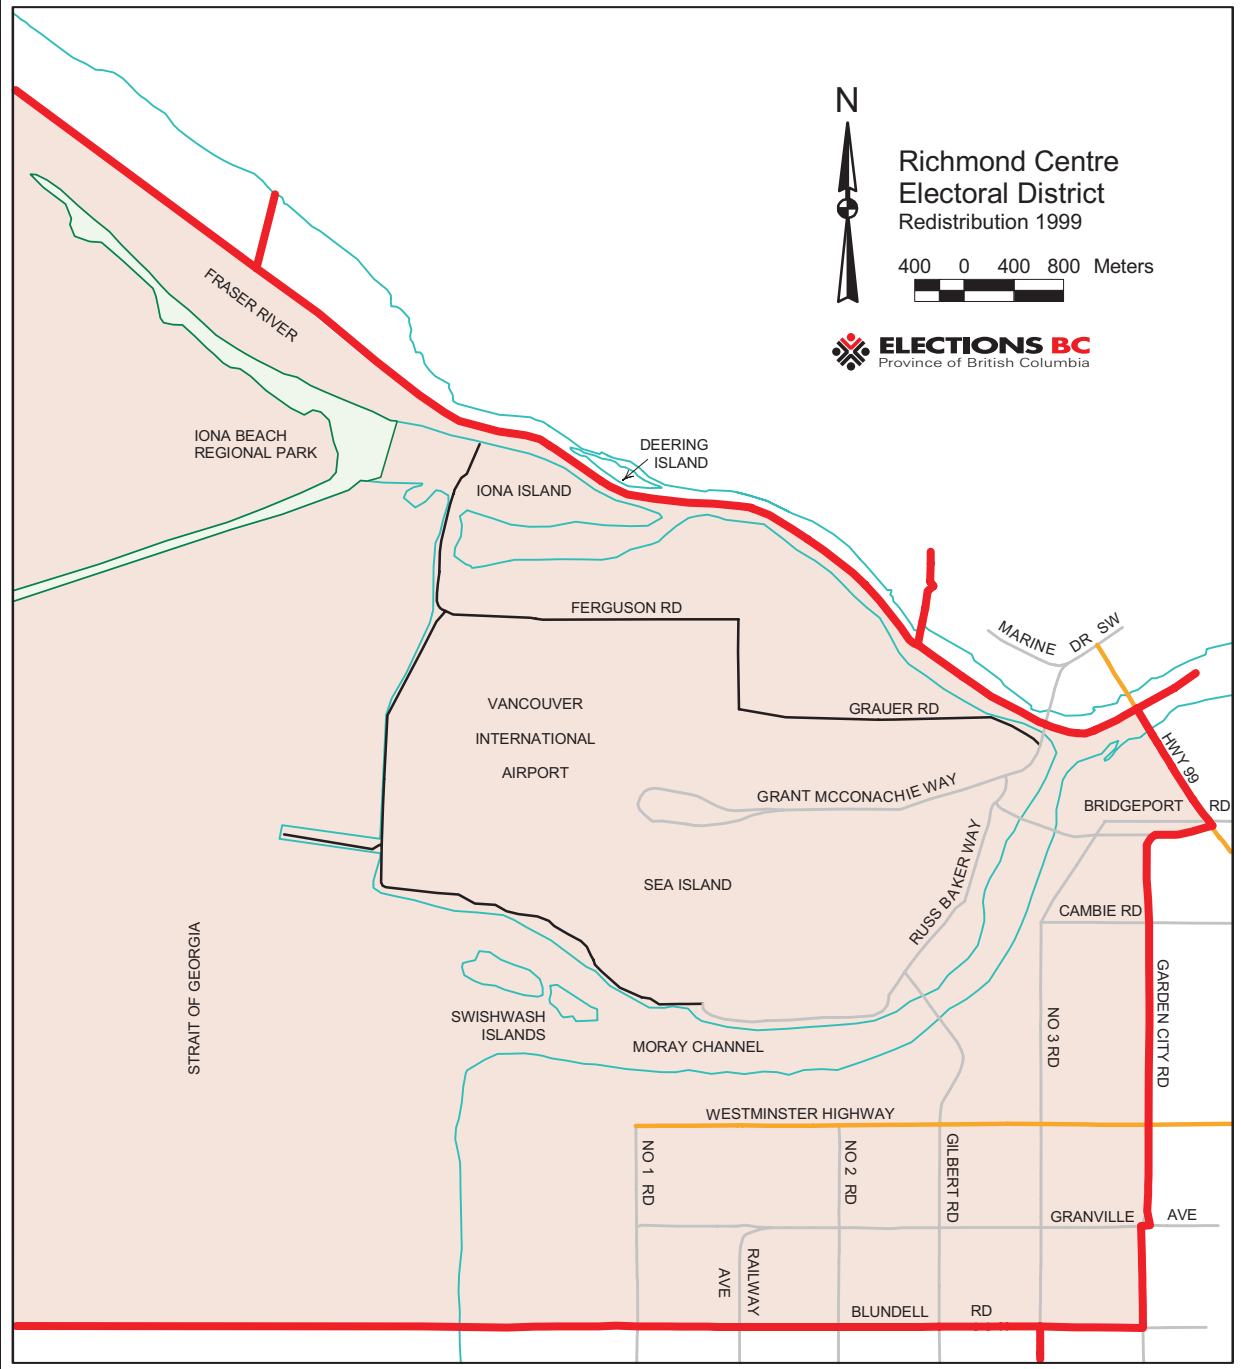 N
Richmond Centre
Electoral District
Redistribution 1999
400 0 400 800 Meters
ELECTIONS BC
Province of British Columbia
FRASER RIVER
IONA BEACH
REGIONAL PARK
DEERING
ISLAND
IONA ISLAND
FERGUSON RD
MARINE DR SW
VANCOUVER
INTERNATIONAL
AIRPORT
GRAUER RD
HWY 99
GRANT MCCONACHIE WAY
BRIDGEPORT RD
RUSS BAKER WAY
SEA ISLAND
CAMBIE RD
STRAIT OF GEORGIA
GARDEN CITY RD
SWISHWASH
ISLANDS
NO 3 RD
MORAY CHANNEL
WESTMINSTER HIGHWAY
NO 1 RD
NO 2 RD
GILBERT RD
GRANVILLE AVE
RAILWAY
AVE
BLUNDELL RD